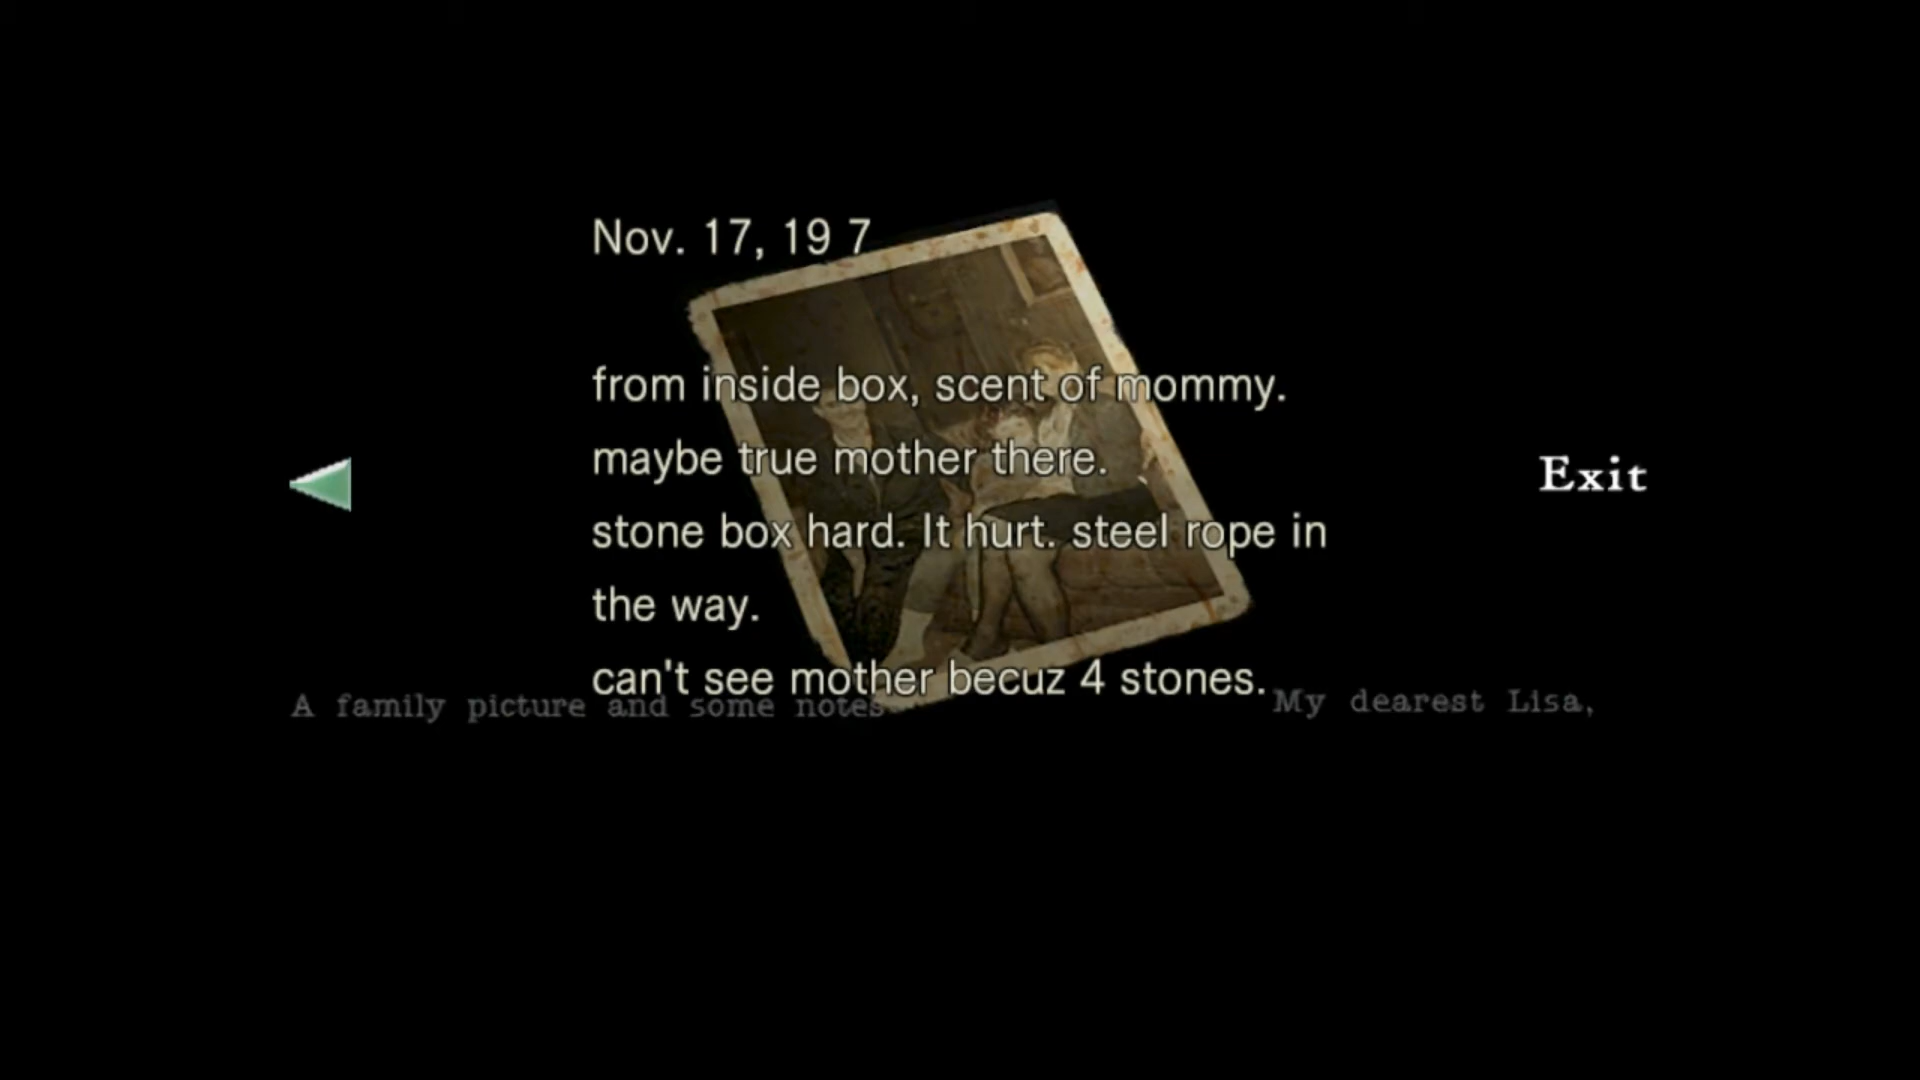 Nov. 17, 19 7
from inside box, scent of mommy.
maybe true mother there.
stone box hard. It hurt. steel rope in
the way.
can't see mother becuz 4 stones.
Exit
A family picture and some notes
My dearest Lisa,